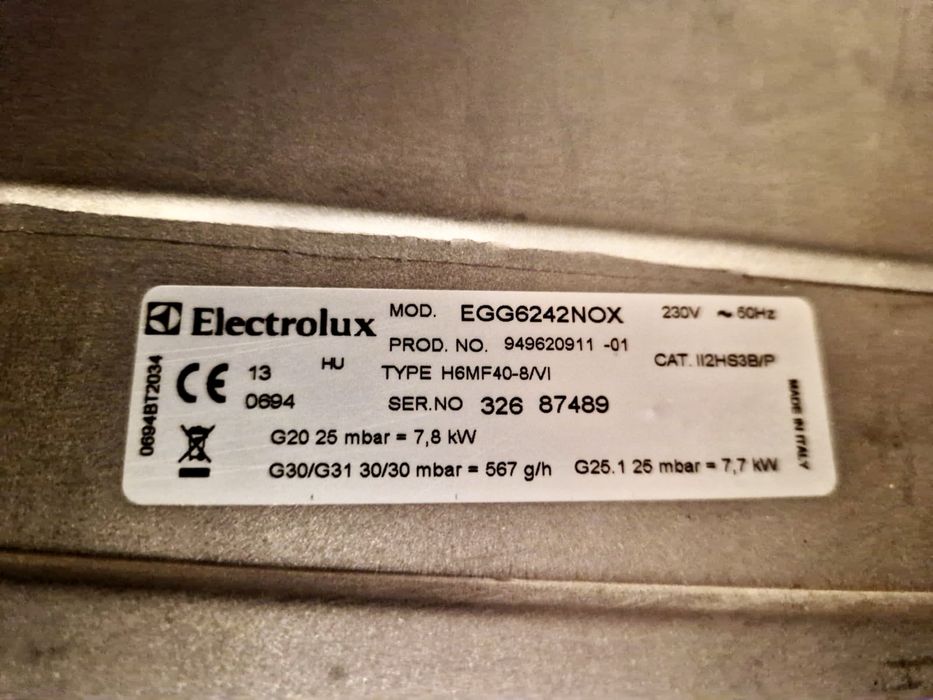 Electrolux
MOD. EGG6242NOX 230V ~ 50Hz
PROD. NO. 949620911 -01
CAT. II2HS3B/P
13 HU TYPE H6MF40-8/VI
CE 0694 SER.NO 326 87489
G20 25 mbar = 7,8 kW
G30/G31 30/30 mbar = 567 g/h G25.1 25 mbar = 7,7 kW
0694BT2034
MADE IN ITALY